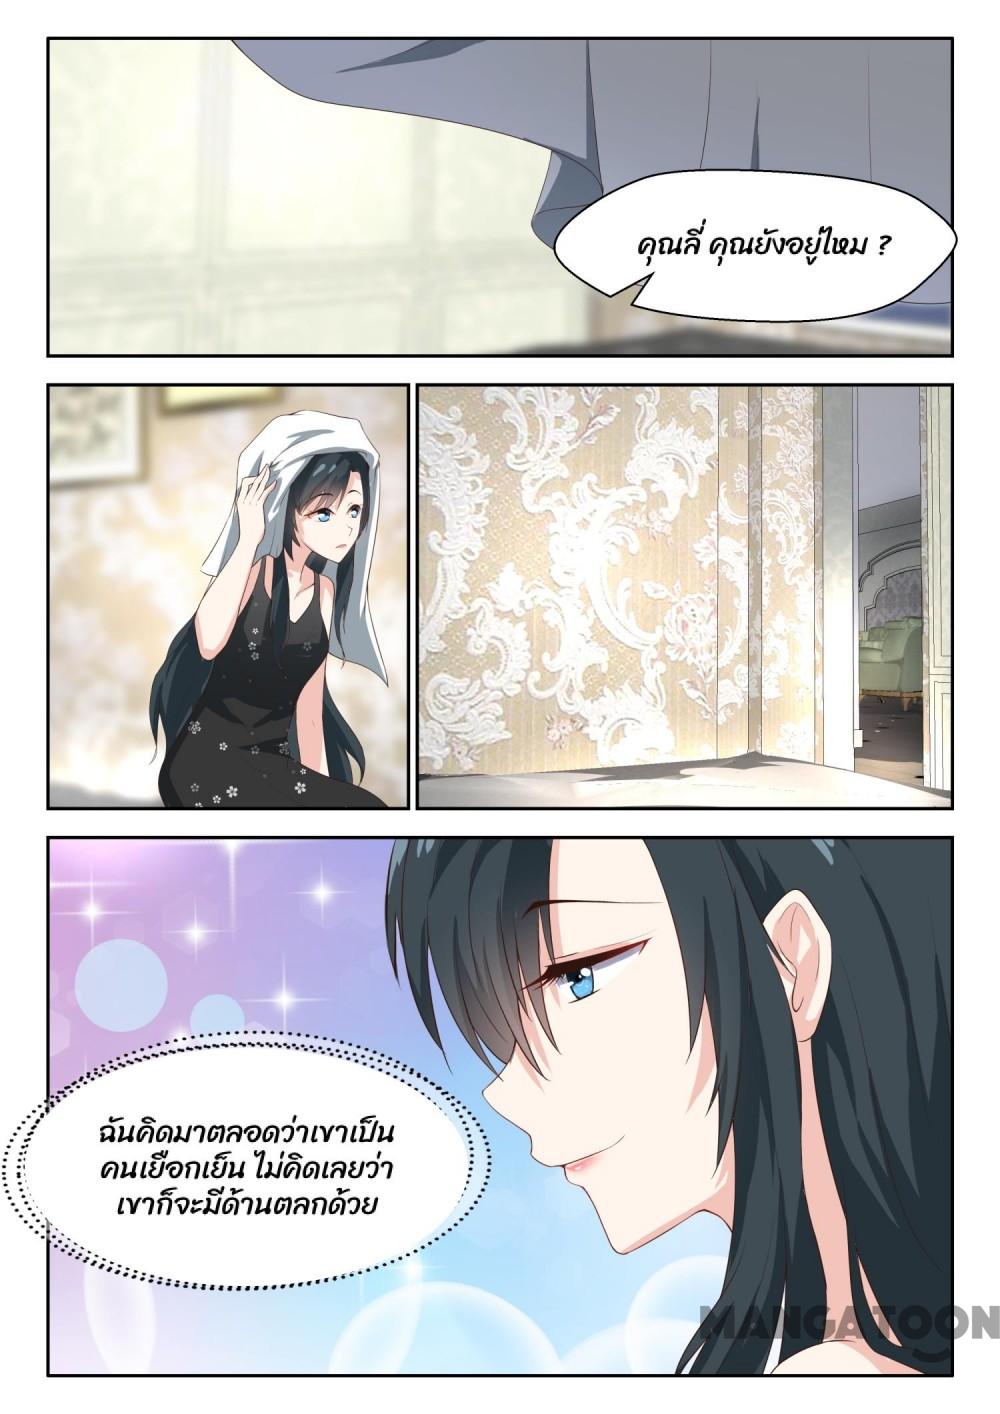 คุณลี่ คุณยังอยู่ไหม ?
ฉันคิดมาตลอดว่าเขาเป็น
คนเยือกเย็น ไม่คิดเลยว่า
เขาก็จะมีด้านตลกด้วย
MANGATOON